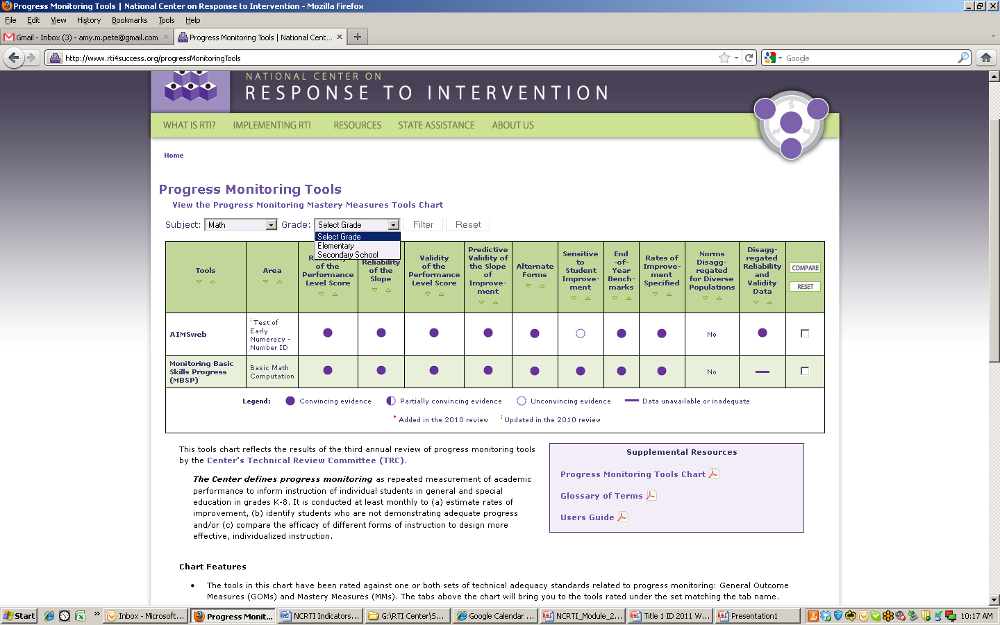 Progress Monitoring Tools | National Center on Response to Intervention - Mozilla Firefox
File Edit View History Bookmarks Tools Help
Gmail - Inbox (3) - amy.m.pete@gmail.com
Progress Monitoring Tools | National Cent...
http://www.rti4success.org/progressMonitoringTools
Google
NATIONAL CENTER ON
RESPONSE TO INTERVENTION
WHAT IS RTI? IMPLEMENTING RTI RESOURCES STATE ASSISTANCE ABOUT US
Home
Progress Monitoring Tools
View the Progress Monitoring Mastery Measures Tools Chart
Subject: Math Grade: Select Grade Filter Reset
Select Grade
Elementary
Secondary School
Tools
Area
of the
Performance
Level Score
Reliability
of the
Slope
Validity
of the
Performance
Level Score
Predictive
Validity of
the Slope
of
Improve-
ment
Alternate
Forms
Sensitive
to
Student
Improve-
ment
End
-of-
Year
Bench-
marks
Rates of
Improve-
ment
Specified
Norms
Disagg-
regated
for Diverse
Populations
Disagg-
regated
Reliability
and
Validity
Data
COMPARE
RESET
AIMSweb
Test of
Early
Numeracy -
Number ID
No
Monitoring Basic
Skills Progress
(MBSP)
Basic Math
Computation
No
Legend: Convincing evidence Partially convincing evidence Unconvincing evidence Data unavailable or inadequate
Added in the 2010 review Updated in the 2010 review
This tools chart reflects the results of the third annual review of progress monitoring tools
by the Center's Technical Review Committee (TRC).
The Center defines progress monitoring as repeated measurement of academic
performance to inform instruction of individual students in general and special
education in grades K-8. It is conducted at least monthly to (a) estimate rates of
improvement, (b) identify students who are not demonstrating adequate progress
and/or (c) compare the efficacy of different forms of instruction to design more
effective, individualized instruction.
Supplemental Resources
Progress Monitoring Tools Chart
Glossary of Terms
Users Guide
Chart Features
• The tools in this chart have been rated against one or both sets of technical adequacy standards related to progress monitoring: General Outcome
Measures (GOMs) and Mastery Measures (MMs). The tabs above the chart will bring you to the tools rated under the set matching the tab name.
Start
Inbox - Microsoft...
Progress Monit...
NCRTI Indicators...
G:\RTI Center\S...
Google Calendar ...
NCRTI_Module_2...
Title 1 ID 2011 W...
Presentation1
10:17 AM